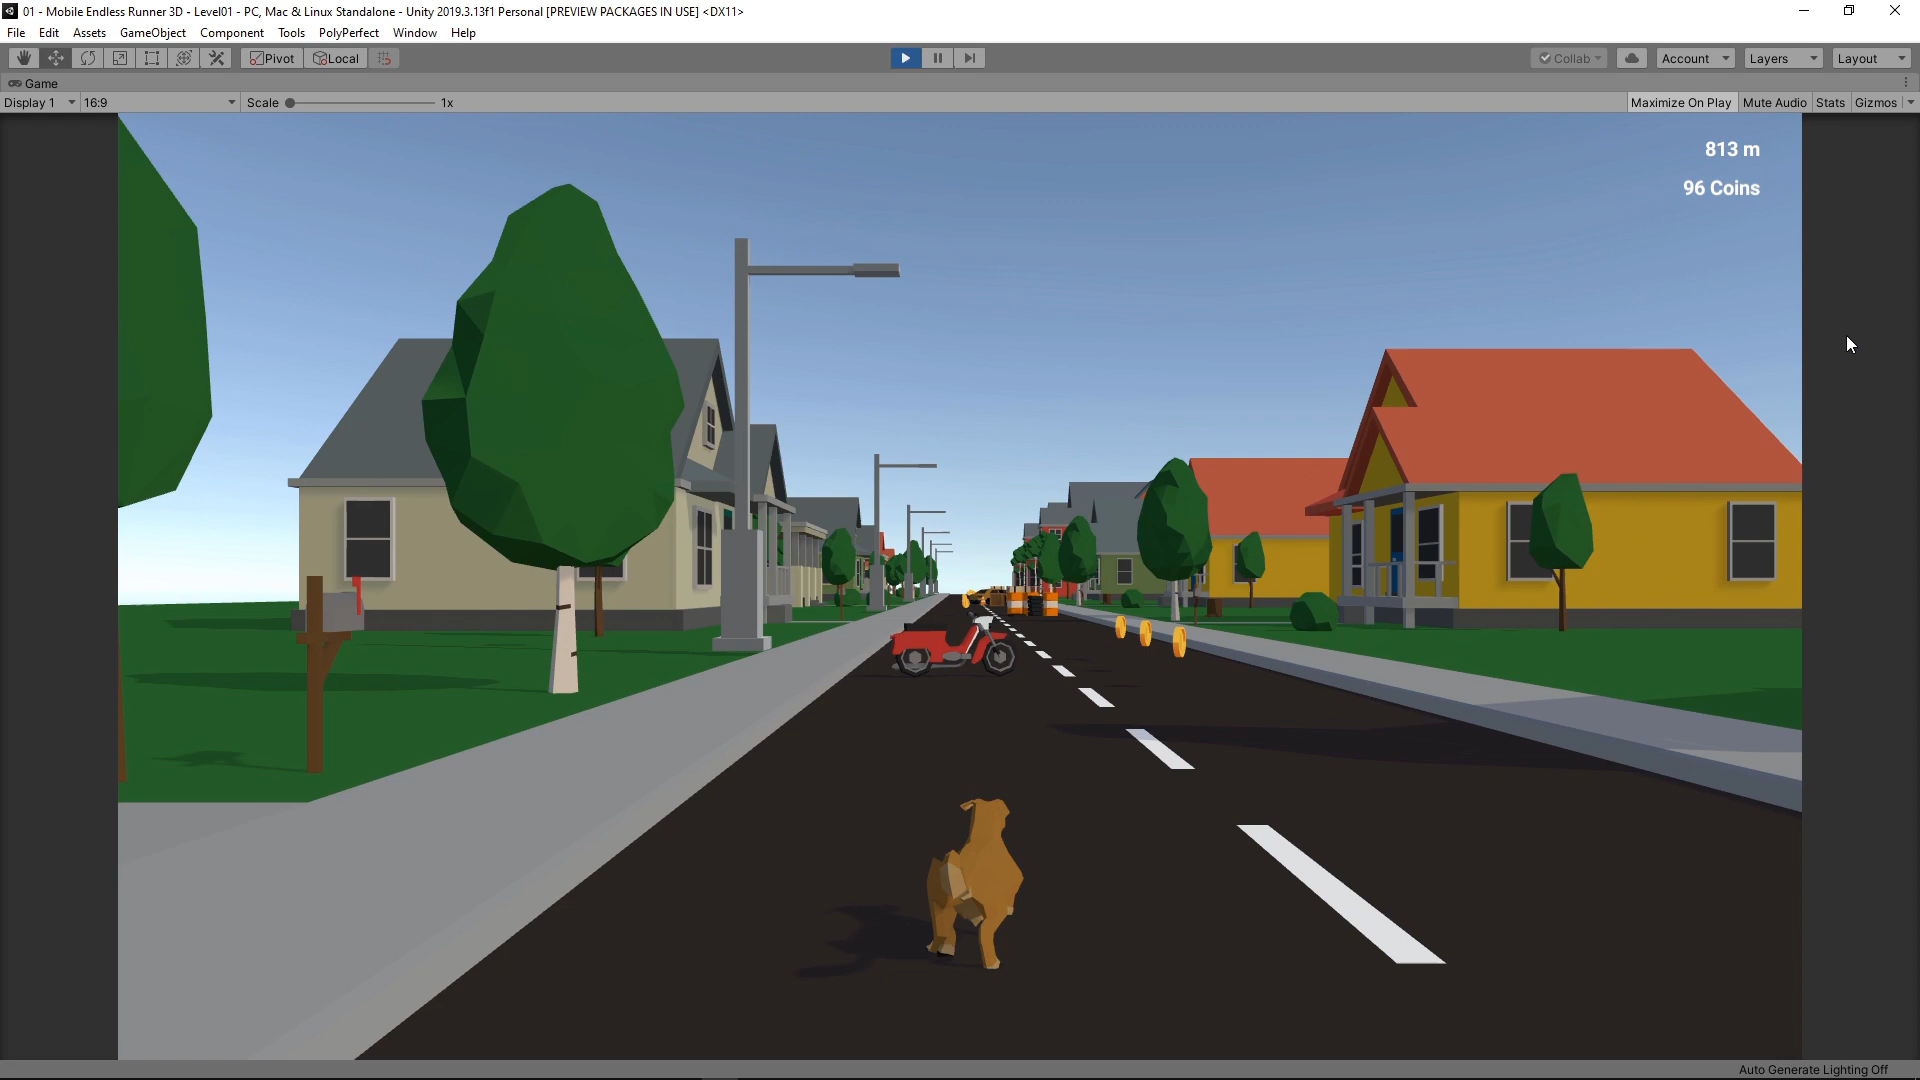 01 - Mobile Endless Runner 3D - Level01 - PC, Mac & Linux Standalone - Unity 2019.3.13f1 Personal [PREVIEW PACKAGES IN USE] <DX11>
File Edit Assets GameObject Component Tools PolyPerfect Window Help
Pivot Local Collab Account Layers Layout
Game
Display 1 16:9 Scale 1x Maximize On Play Mute Audio Stats Gizmos
813 m
96 Coins
Auto Generate Lighting Off